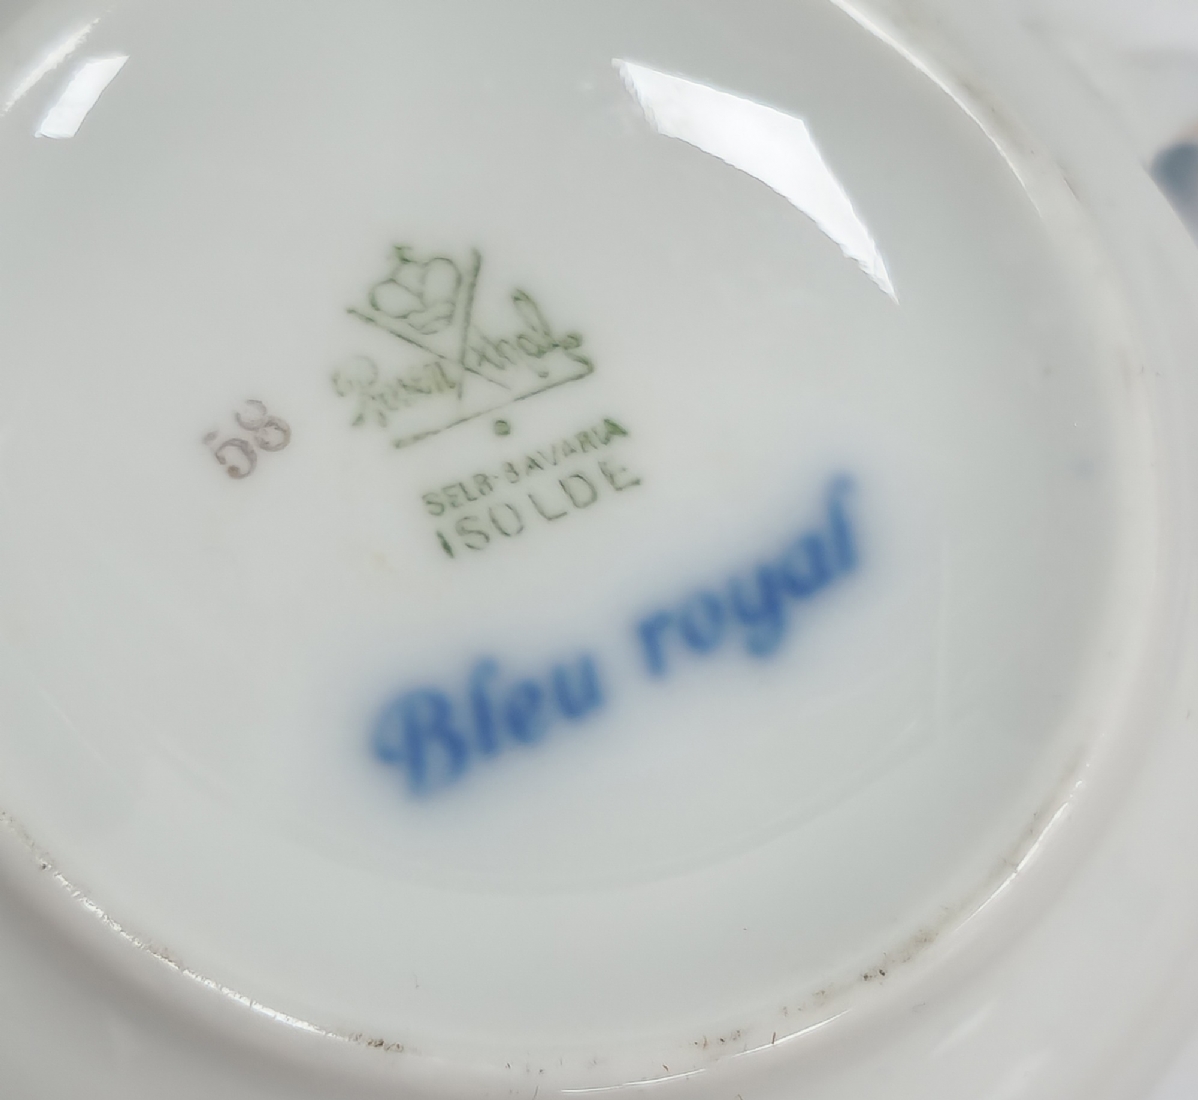 Rosenthal
SELB-BAVARIA
ISOLDE
58
Bleu royal